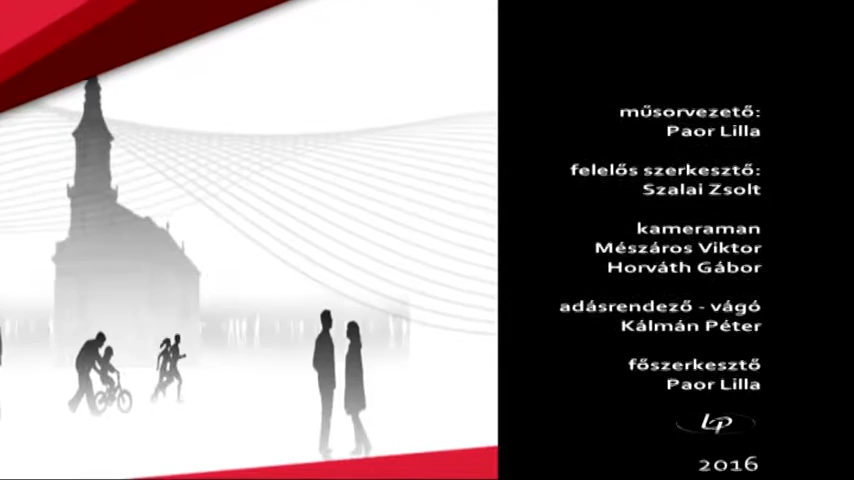 műsorvezető:
Paor Lilla
felelős szerkesztő:
Szalai Zsolt
kameraman
Mészáros Viktor
Horváth Gábor
adásrendező - vágó
Kálmán Péter
főszerkesztő
Paor Lilla
LP
2016